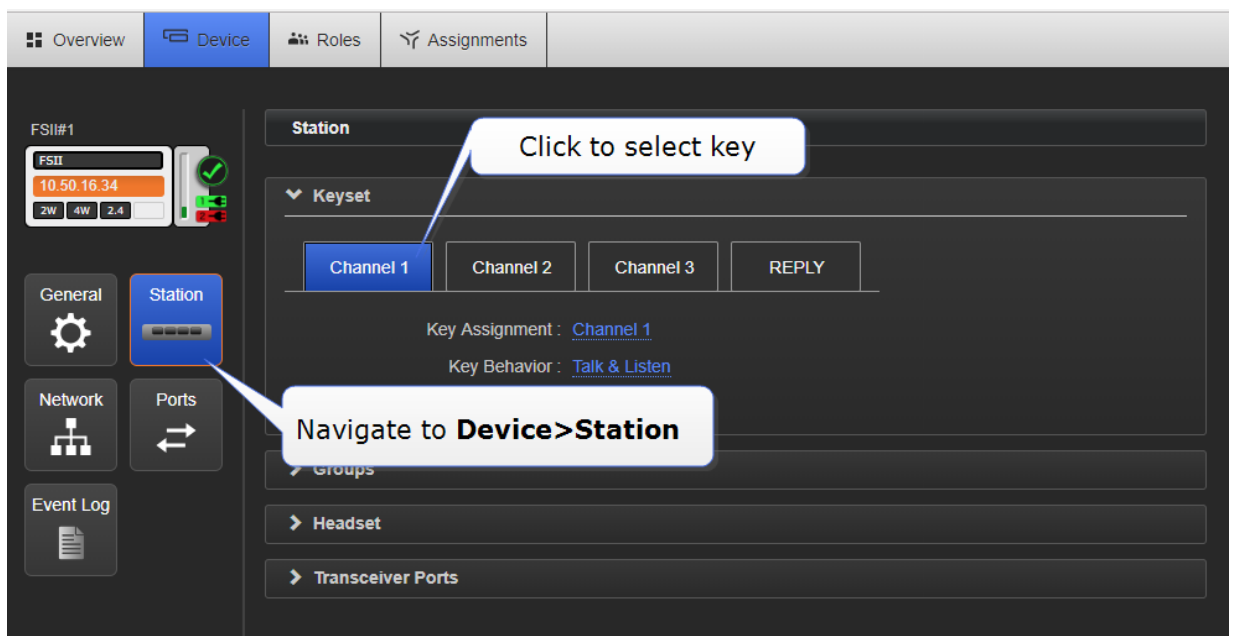 Overview Device Roles Assignments
FSII#1
FSII
10.50.16.34
2W 4W 2.4
1
2
General
Station
Network
Ports
Event Log
Station
Click to select key
Keyset
Channel 1 Channel 2 Channel 3 REPLY
Key Assignment : Channel 1
Key Behavior : Talk & Listen
Navigate to Device>Station
Groups
Headset
Transceiver Ports